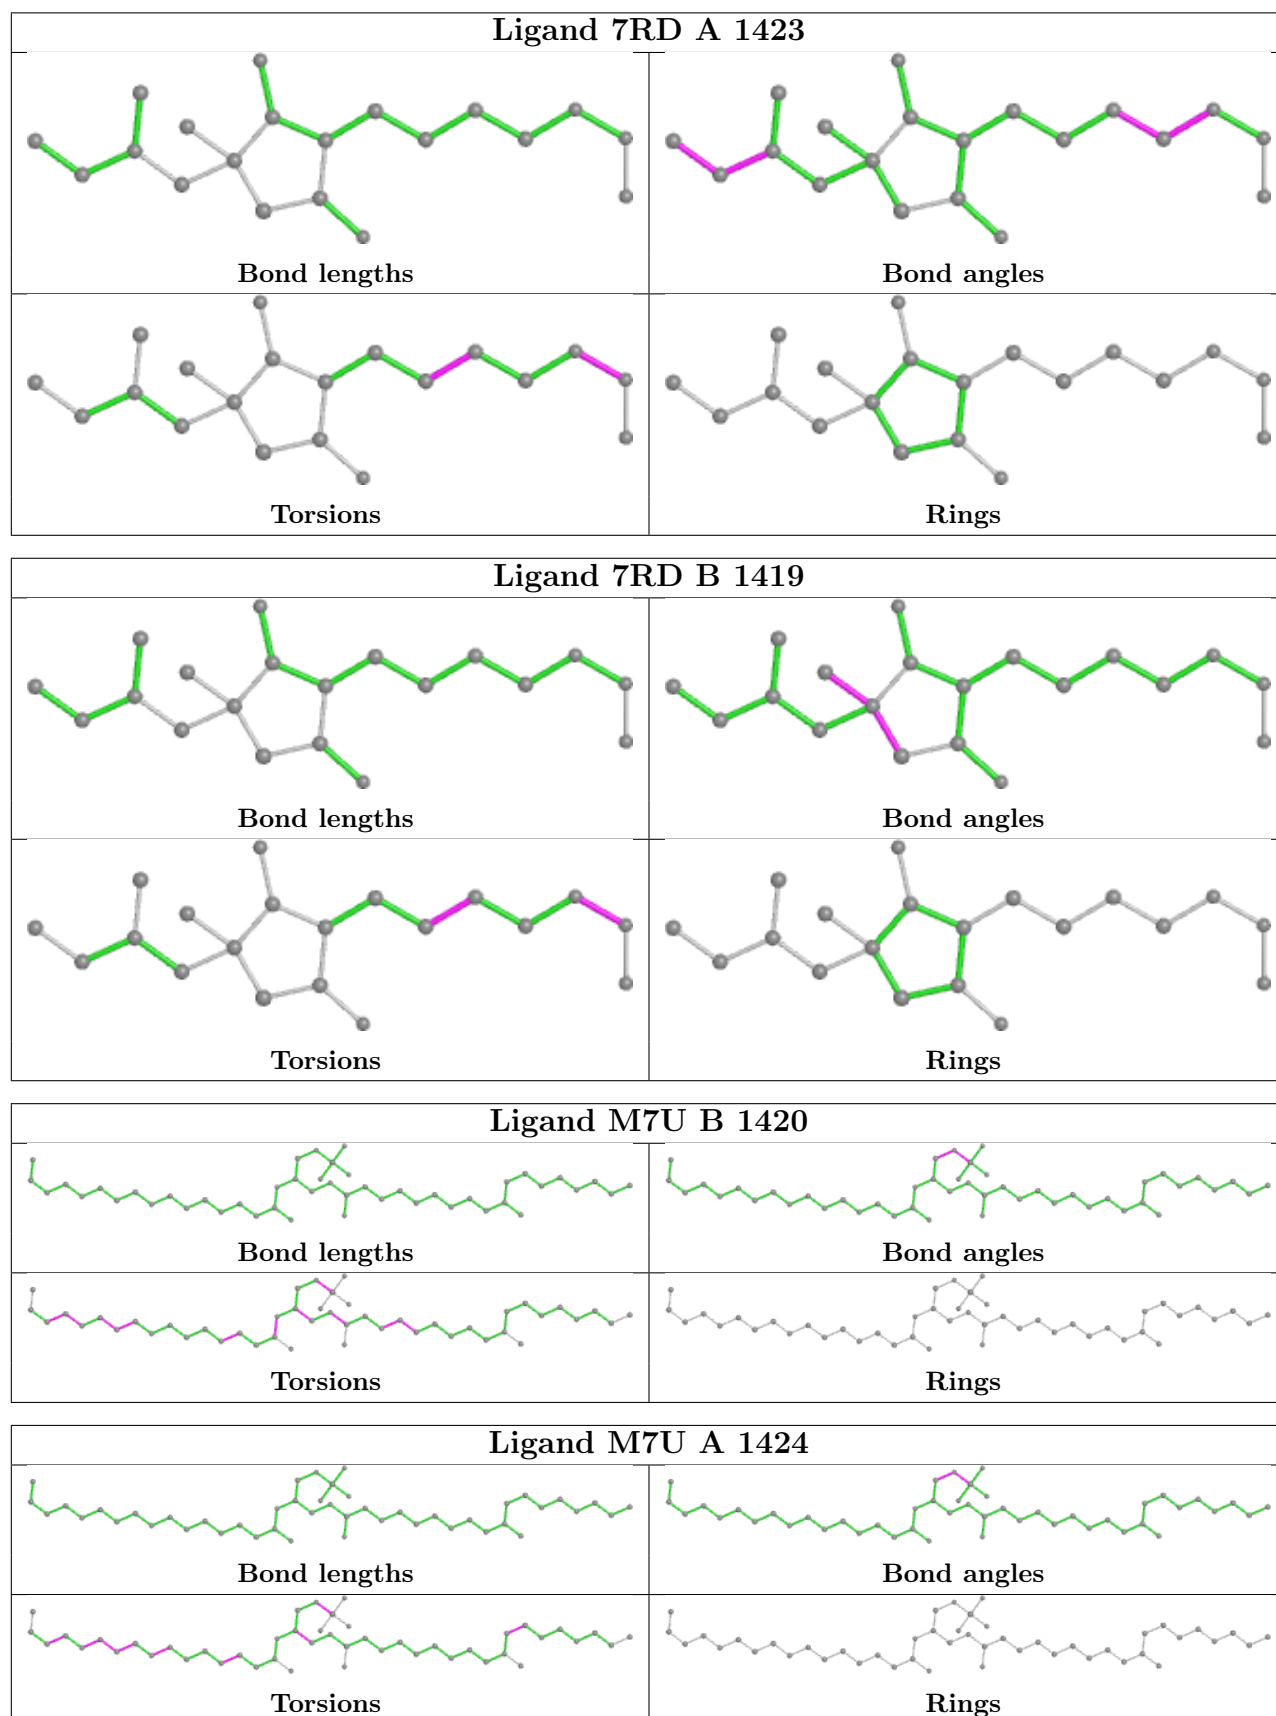 Ligand 7RD A 1423
Bond lengths
Bond angles
Torsions
Rings
Ligand 7RD B 1419
Bond lengths
Bond angles
Torsions
Rings
Ligand M7U B 1420
Bond lengths
Bond angles
Torsions
Rings
Ligand M7U A 1424
Bond lengths
Bond angles
Torsions
Rings